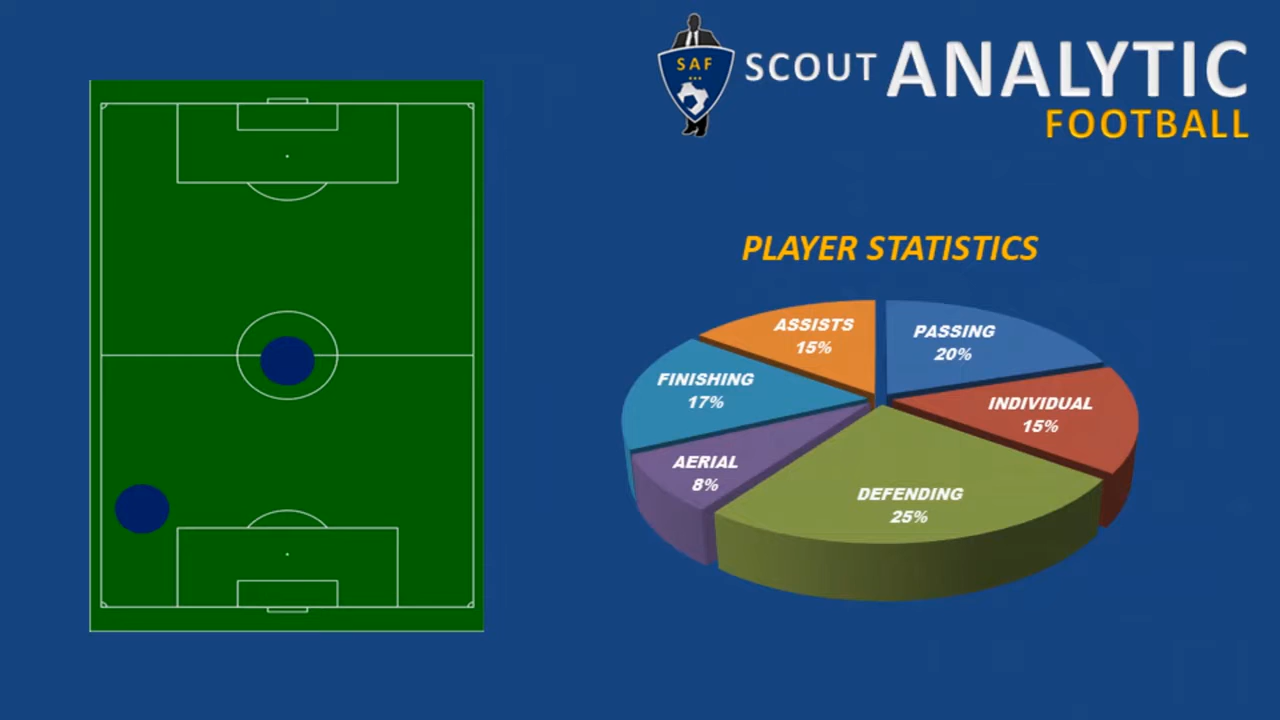 SAF
SCOUT ANALYTIC
FOOTBALL
PLAYER STATISTICS
ASSISTS
15%
PASSING
20%
FINISHING
17%
INDIVIDUAL
15%
AERIAL
8%
DEFENDING
25%